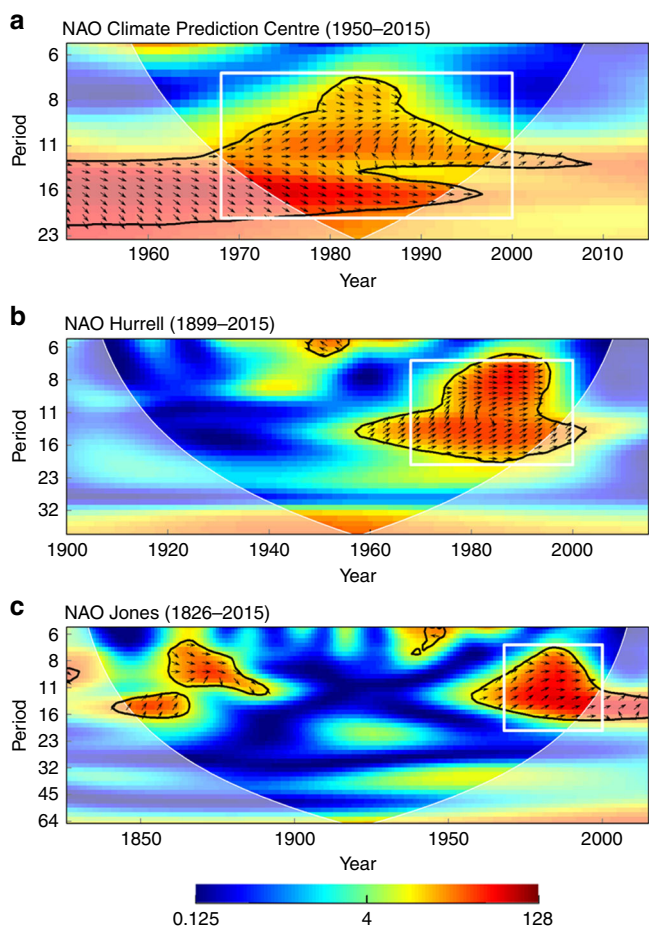 a
NAO Climate Prediction Centre (1950–2015)
6
8
11
16
23
Period
1960 1970 1980 1990 2000 2010
Year
b
NAO Hurrell (1899–2015)
6
8
11
16
23
32
Period
1900 1920 1940 1960 1980 2000
Year
c
NAO Jones (1826–2015)
6
8
11
16
23
32
45
64
Period
1850 1900 1950 2000
Year
0.125 4 128